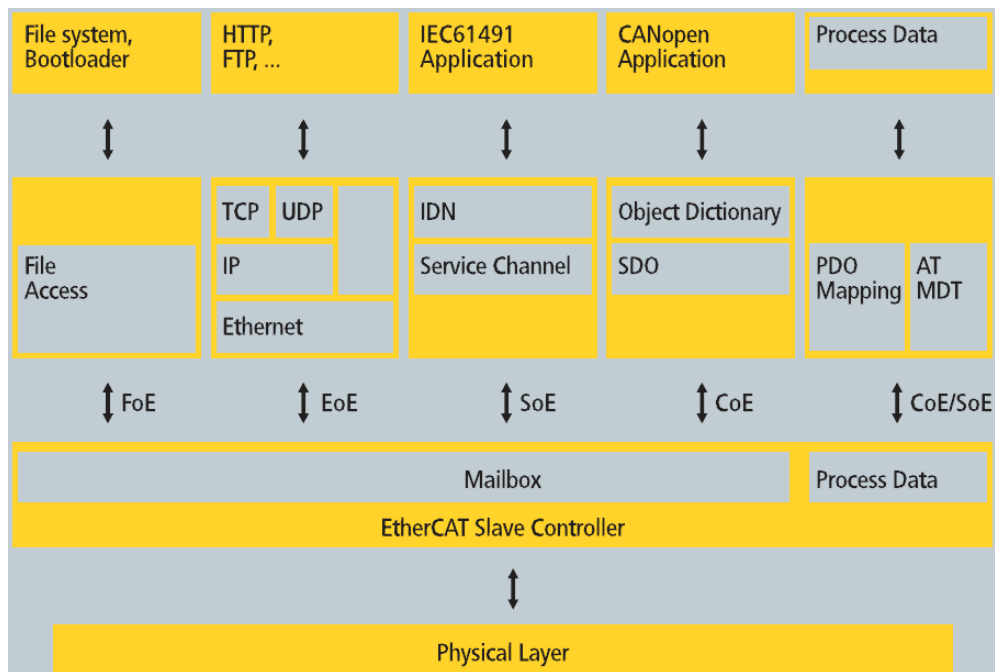 File system,
Bootloader
HTTP,
FTP, ...
IEC61491
Application
CANopen
Application
Process Data
File
Access
TCP
UDP
IP
Ethernet
IDN
Service Channel
Object Dictionary
SDO
PDO
Mapping
AT
MDT
FoE
EoE
SoE
CoE
CoE/SoE
Mailbox
Process Data
EtherCAT Slave Controller
Physical Layer